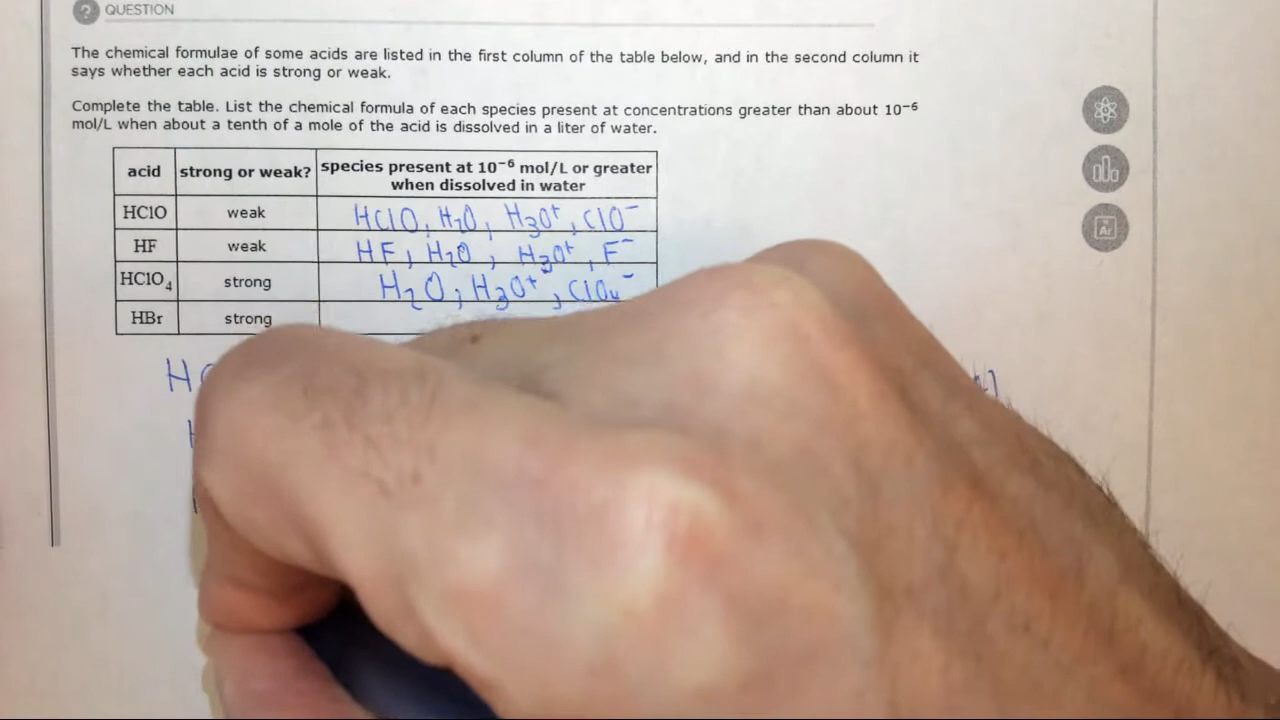 ? QUESTION
The chemical formulae of some acids are listed in the first column of the table below, and in the second column it
says whether each acid is strong or weak.
Complete the table. List the chemical formula of each species present at concentrations greater than about 10⁻⁶
mol/L when about a tenth of a mole of the acid is dissolved in a liter of water.
acid strong or weak? species present at 10⁻⁶ mol/L or greater
when dissolved in water
HClO weak HClO, H₂O, H₃O⁺, ClO⁻
HF weak HF, H₂O, H₃O⁺, F⁻
HClO₄ strong H₂O, H₃O⁺, ClO₄⁻
HBr strong
H
Ar